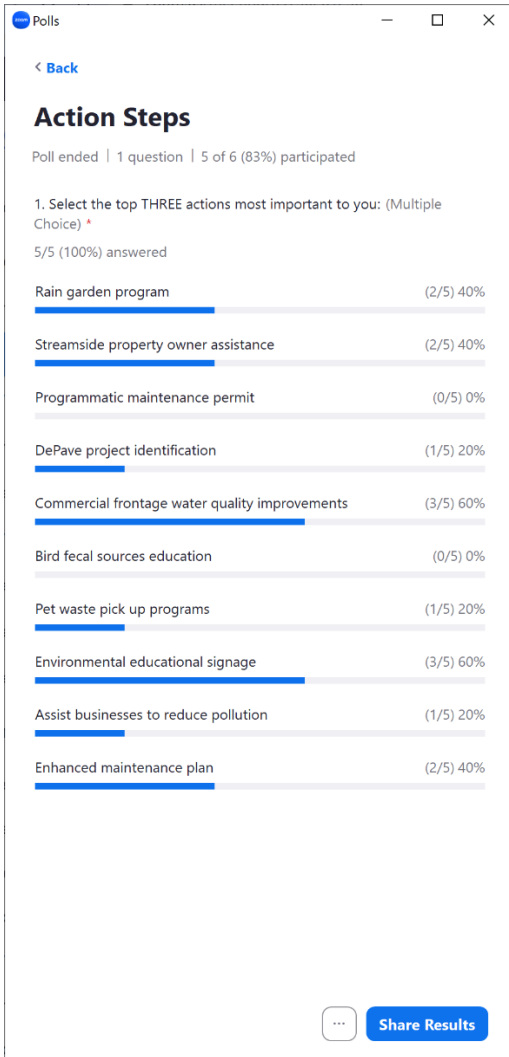 zoom Polls
Back
Action Steps
Poll ended | 1 question | 5 of 6 (83%) participated
1. Select the top THREE actions most important to you: (Multiple
Choice) *
5/5 (100%) answered
Rain garden program (2/5) 40%
Streamside property owner assistance (2/5) 40%
Programmatic maintenance permit (0/5) 0%
DePave project identification (1/5) 20%
Commercial frontage water quality improvements (3/5) 60%
Bird fecal sources education (0/5) 0%
Pet waste pick up programs (1/5) 20%
Environmental educational signage (3/5) 60%
Assist businesses to reduce pollution (1/5) 20%
Enhanced maintenance plan (2/5) 40%
... Share Results